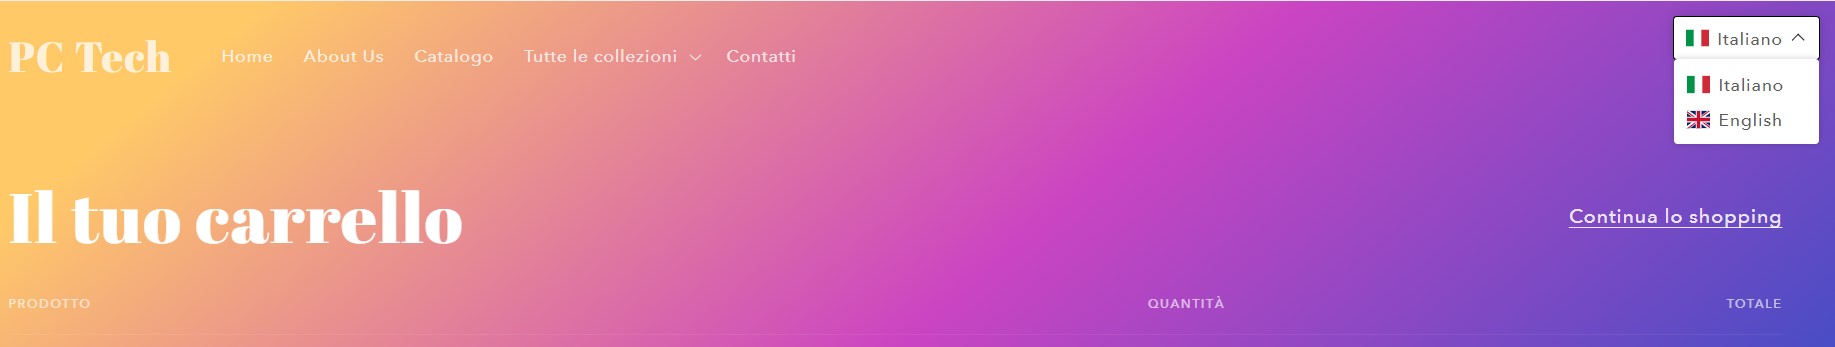 PC Tech
Home About Us Catalogo Tutte le collezioni Contatti
Italiano
Italiano
English
Il tuo carrello
Continua lo shopping
PRODOTTO QUANTITÀ TOTALE